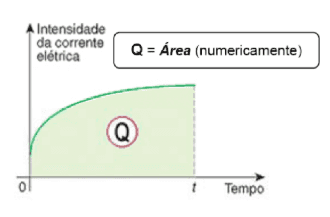 Intensidade
da corrente
elétrica
Q = Área (numericamente)
Q
0
t
Tempo